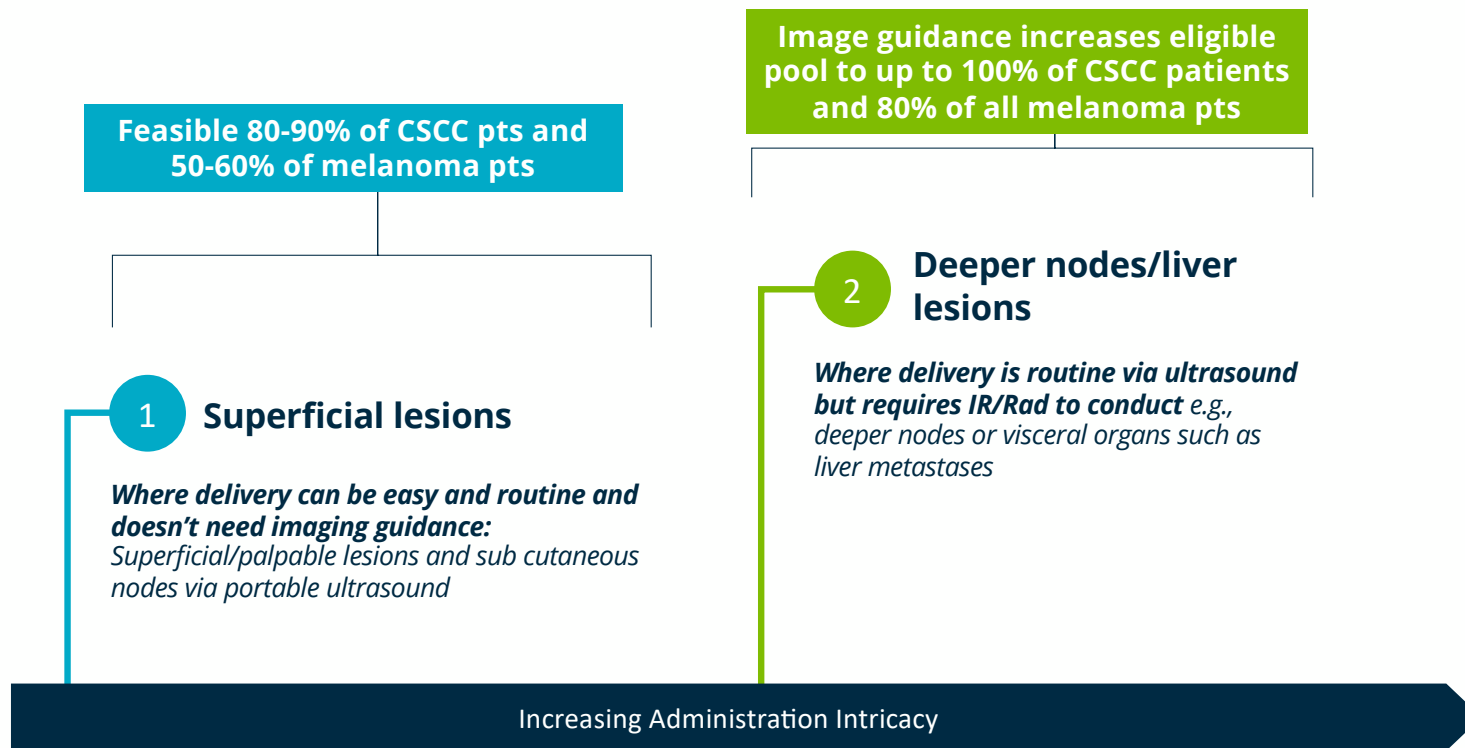 Feasible 80-90% of CSCC pts and
50-60% of melanoma pts
1
Superficial lesions
Where delivery can be easy and routine and
doesn’t need imaging guidance:
Superficial/palpable lesions and sub cutaneous
nodes via portable ultrasound
Image guidance increases eligible
pool to up to 100% of CSCC patients
and 80% of all melanoma pts
2
Deeper nodes/liver
lesions
Where delivery is routine via ultrasound
but requires IR/Rad to conduct e.g.,
deeper nodes or visceral organs such as
liver metastases
Increasing Administration Intricacy